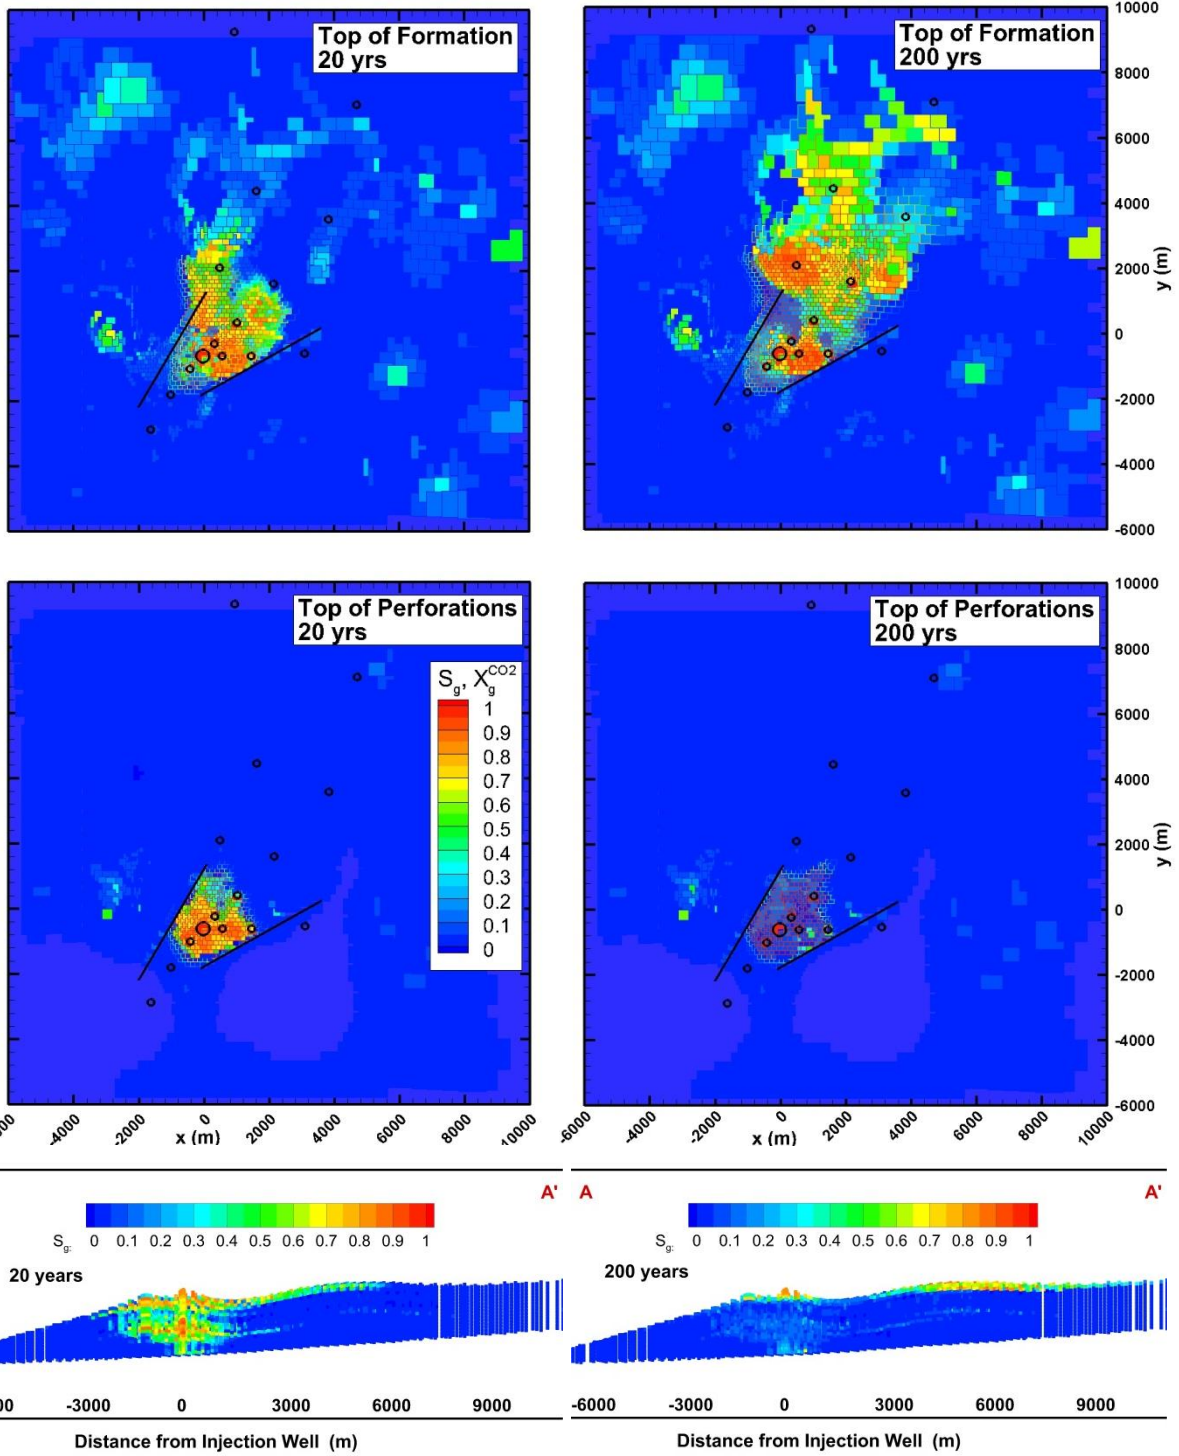 Top of Formation
20 yrs
Top of Formation
200 yrs
10000
8000
6000
4000
2000
0
-2000
-4000
-6000
y (m)
Top of Perforations
20 yrs
S_g, X_g^CO2
1
0.9
0.8
0.7
0.6
0.5
0.4
0.3
0.2
0.1
0
Top of Perforations
200 yrs
10000
8000
6000
4000
2000
0
-2000
-4000
-6000
y (m)
-2000 0 2000 4000 6000 8000 10000
x (m)
-6000 -4000 -2000 0 2000 4000 6000 8000 10000
x (m)
A'
S_g: 0 0.1 0.2 0.3 0.4 0.5 0.6 0.7 0.8 0.9 1
20 years
-3000 0 3000 6000 9000
Distance from Injection Well (m)
A A'
S_g: 0 0.1 0.2 0.3 0.4 0.5 0.6 0.7 0.8 0.9 1
200 years
-6000 -3000 0 3000 6000 9000
Distance from Injection Well (m)